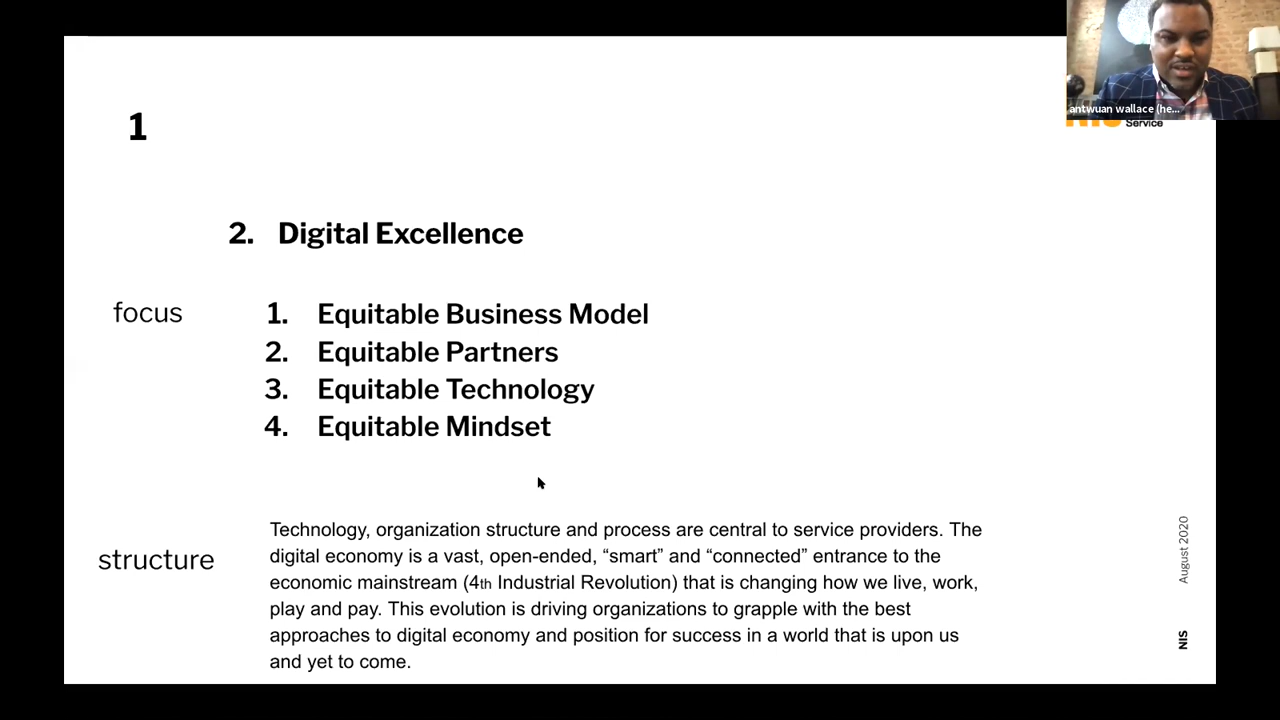 antwuan wallace (he...
NIS
Service
1
2. Digital Excellence
focus
1. Equitable Business Model
2. Equitable Partners
3. Equitable Technology
4. Equitable Mindset
structure
Technology, organization structure and process are central to service providers. The
digital economy is a vast, open-ended, “smart” and “connected” entrance to the
economic mainstream (4th Industrial Revolution) that is changing how we live, work,
play and pay. This evolution is driving organizations to grapple with the best
approaches to digital economy and position for success in a world that is upon us
and yet to come.
August 2020
NIS